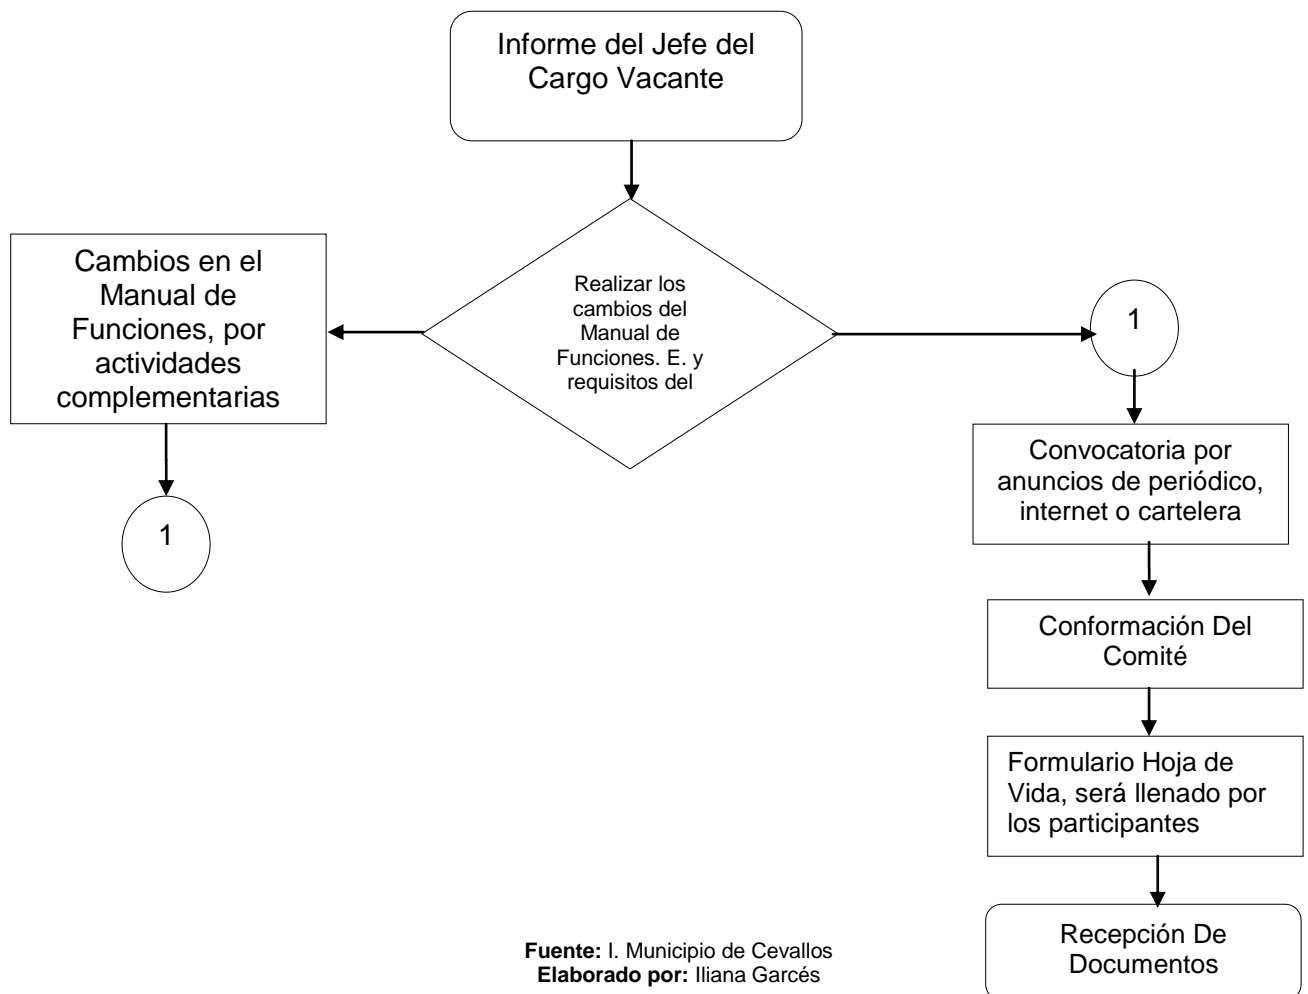 Informe del Jefe del
Cargo Vacante
Cambios en el
Manual de
Funciones, por
actividades
complementarias
Realizar los
cambios del
Manual de
Funciones. E. y
requisitos del
1
1
Convocatoria por
anuncios de periódico,
internet o cartelera
Conformación Del
Comité
Formulario Hoja de
Vida, será llenado por
los participantes
Recepción De
Documentos
Fuente: I. Municipio de Cevallos
Elaborado por: Iliana Garcés